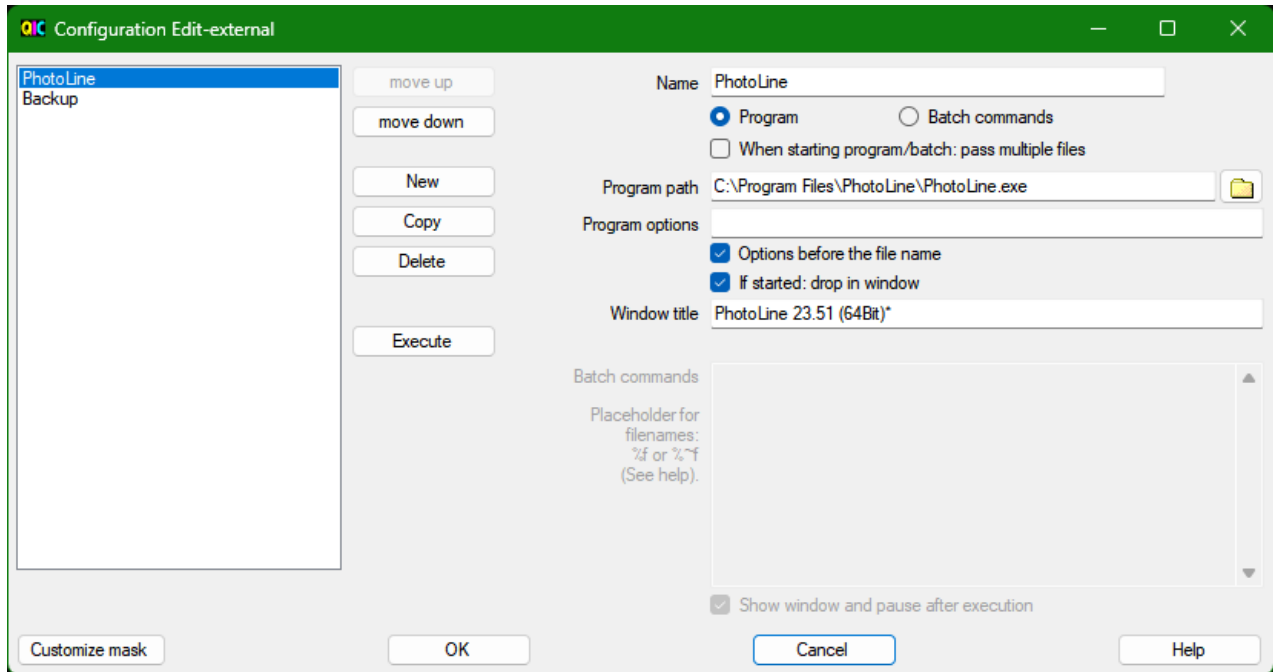 QIC Configuration Edit-external
PhotoLine
Backup
move up
move down
New
Copy
Delete
Execute
Name PhotoLine
Program Batch commands
When starting program/batch: pass multiple files
Program path C:\Program Files\PhotoLine\PhotoLine.exe
Program options
Options before the file name
If started: drop in window
Window title PhotoLine 23.51 (64Bit)*
Batch commands
Placeholder for
filenames:
%f or %~f
(See help).
Show window and pause after execution
Customize mask OK Cancel Help